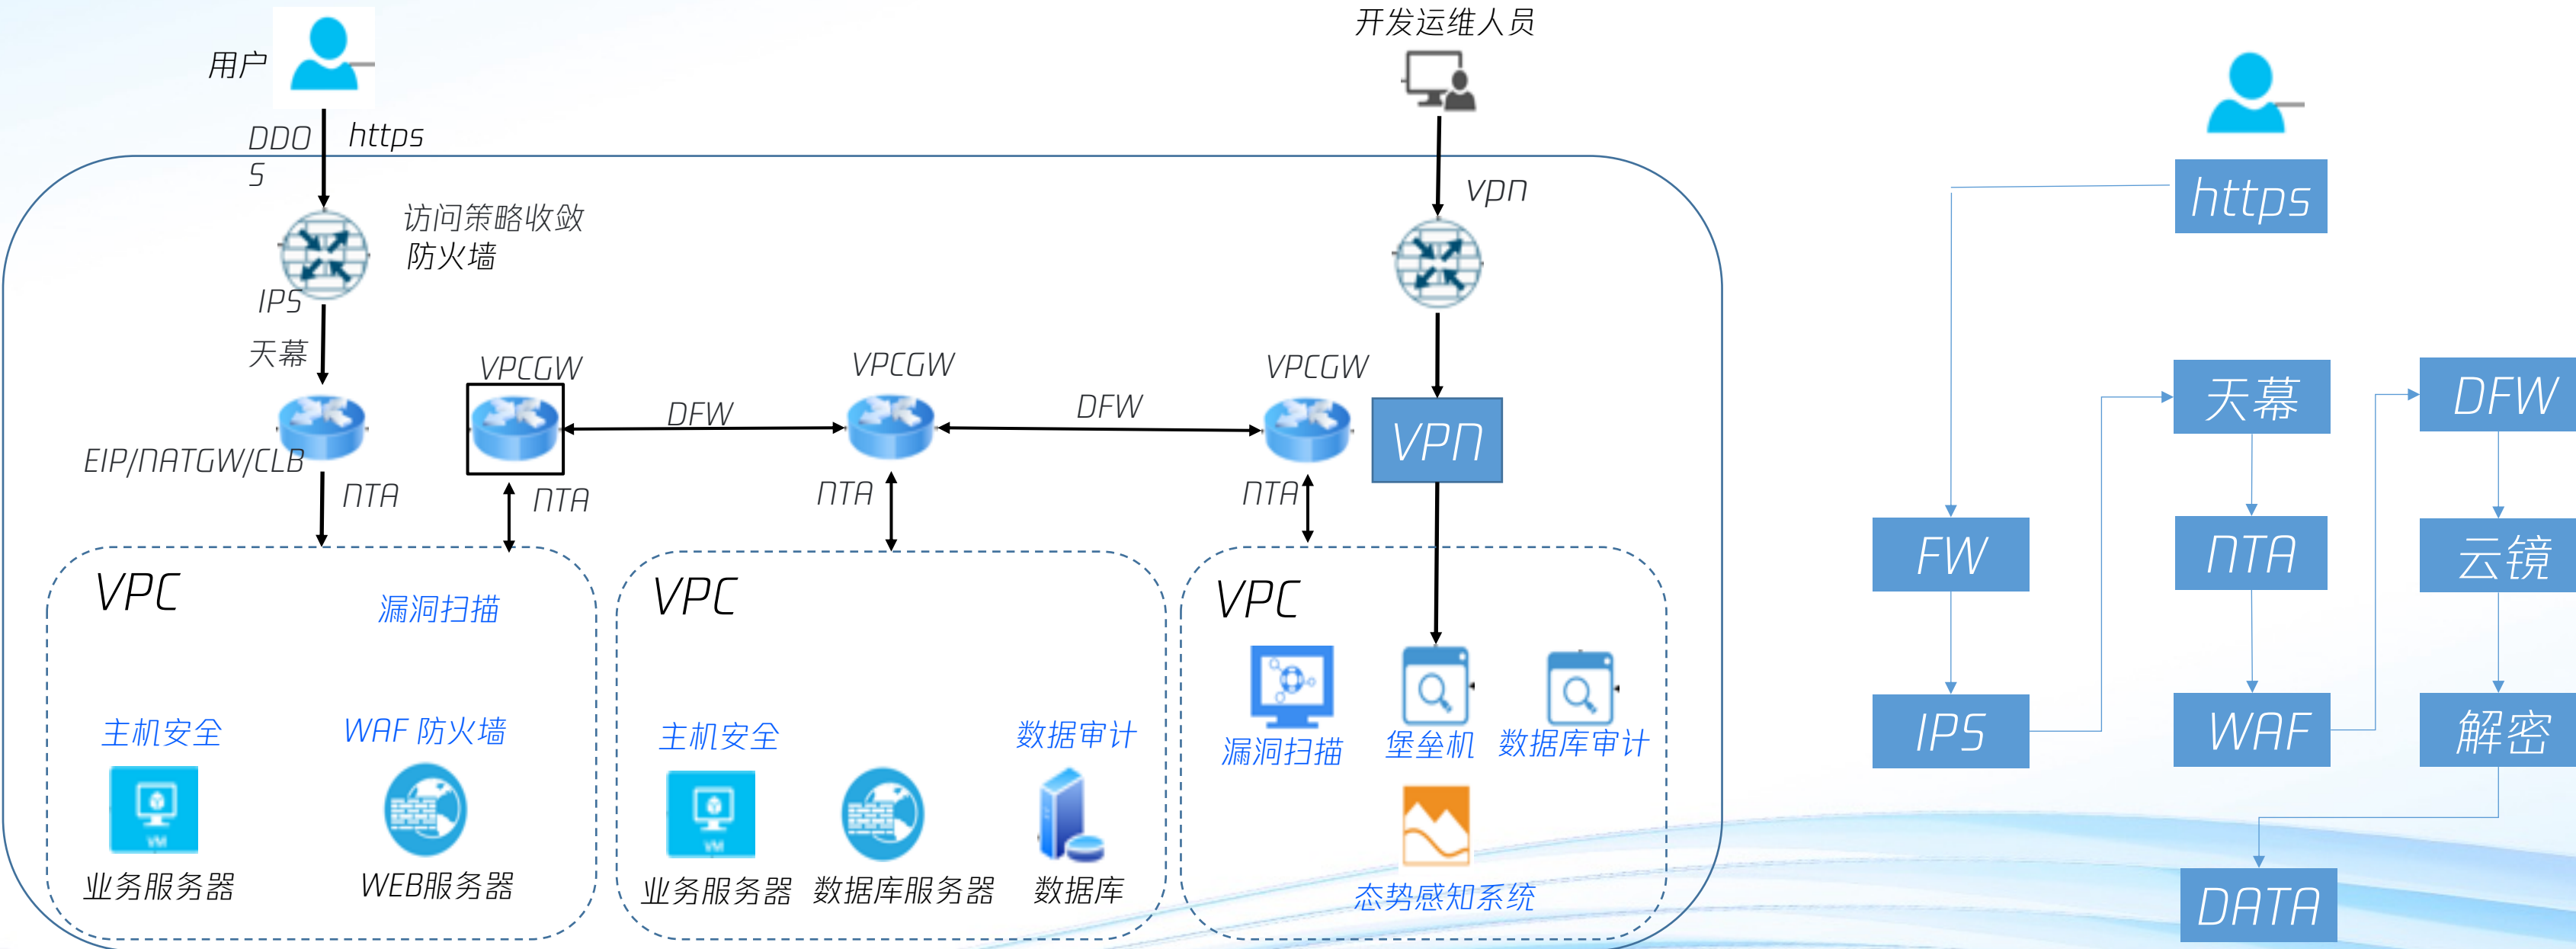 开发运维人员
用户
DDO
S
https
vpn
https
访问策略收敛
防火墙
IPS
天幕
VPCGW
VPCGW
VPCGW
DFW
DFW
天幕
DFW
VPN
EIP/NATGW/CLB
NTA
NTA
NTA
NTA
FW
NTA
云镜
VPC
漏洞扫描
VPC
VPC
主机安全
WAF 防火墙
主机安全
数据审计
漏洞扫描
堡垒机
数据库审计
IPS
WAF
解密
VM
VM
业务服务器
WEB服务器
业务服务器
数据库服务器
数据库
态势感知系统
DATA